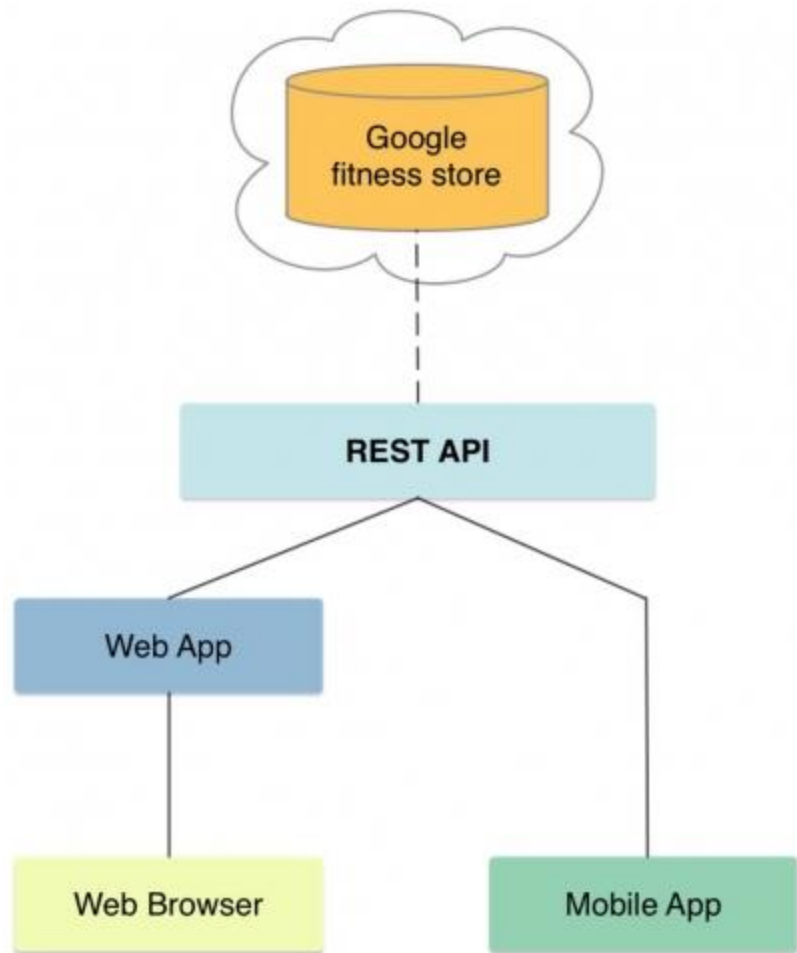 Google
fitness store
REST API
Web App
Web Browser
Mobile App